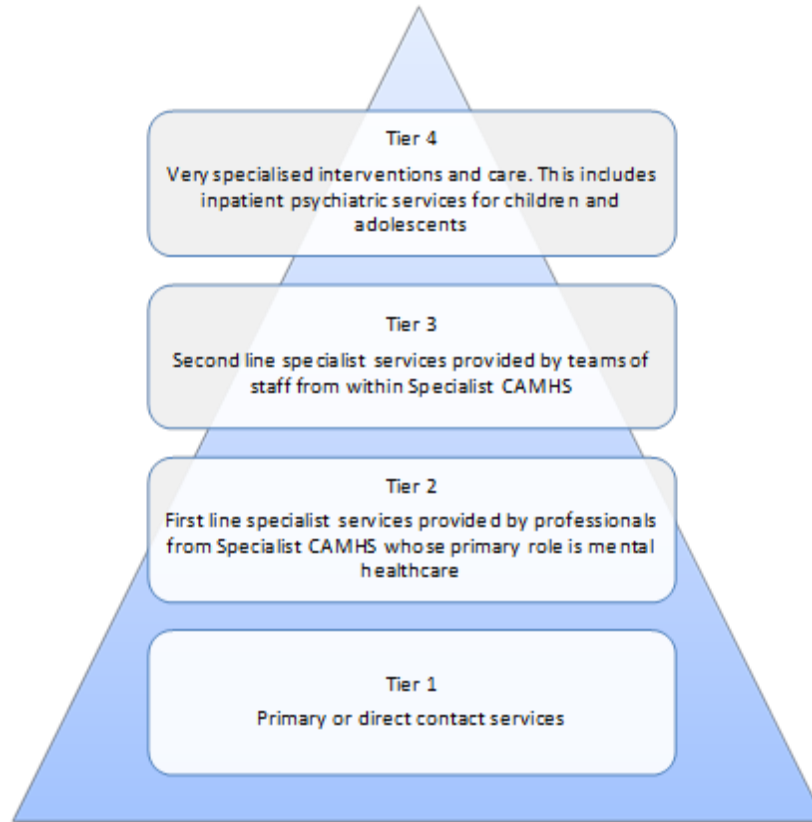 Tier 4
Very specialised interventions and care. This includes
inpatient psychiatric services for children and
adolescents
Tier 3
Second line specialist services provided by teams of
staff from within Specialist CAMHS
Tier 2
First line specialist services provided by professionals
from Specialist CAMHS whose primary role is mental
healthcare
Tier 1
Primary or direct contact services